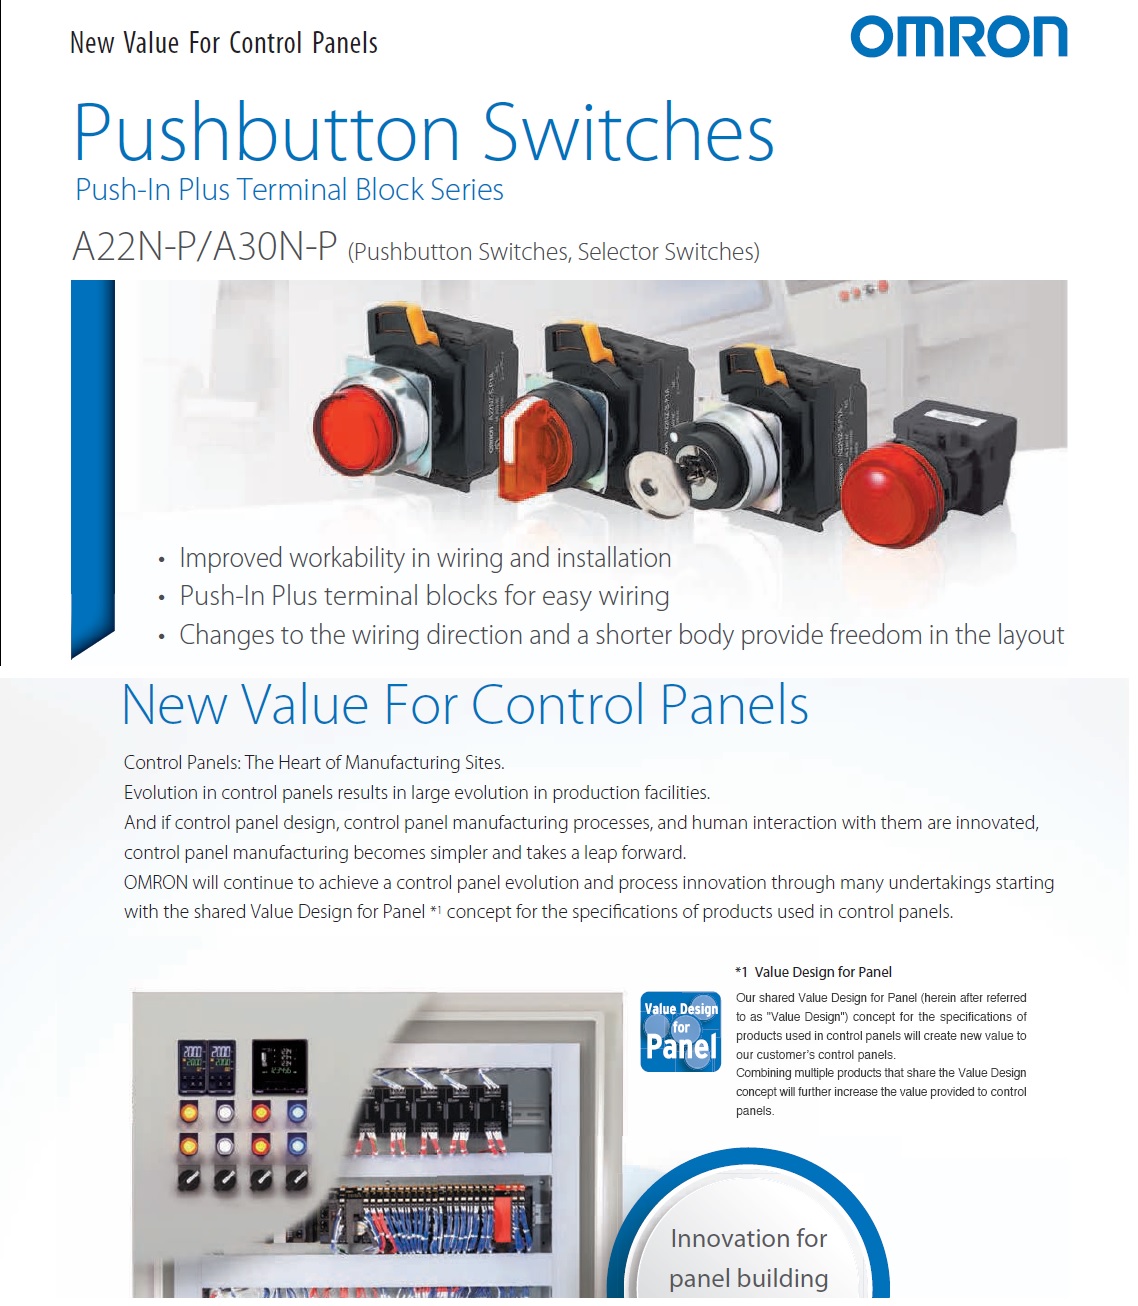 New Value For Control Panels
OMRON
Pushbutton Switches
Push-In Plus Terminal Block Series
A22N-P/A30N-P (Pushbutton Switches, Selector Switches)
• Improved workability in wiring and installation
• Push-In Plus terminal blocks for easy wiring
• Changes to the wiring direction and a shorter body provide freedom in the layout
New Value For Control Panels
Control Panels: The Heart of Manufacturing Sites.
Evolution in control panels results in large evolution in production facilities.
And if control panel design, control panel manufacturing processes, and human interaction with them are innovated,
control panel manufacturing becomes simpler and takes a leap forward.
OMRON will continue to achieve a control panel evolution and process innovation through many undertakings starting
with the shared Value Design for Panel *1 concept for the specifications of products used in control panels.
*1 Value Design for Panel
Our shared Value Design for Panel (herein after referred
to as "Value Design") concept for the specifications of
products used in control panels will create new value to
our customer's control panels.
Combining multiple products that share the Value Design
concept will further increase the value provided to control
panels.
Value Design
for
Panel
Innovation for
panel building